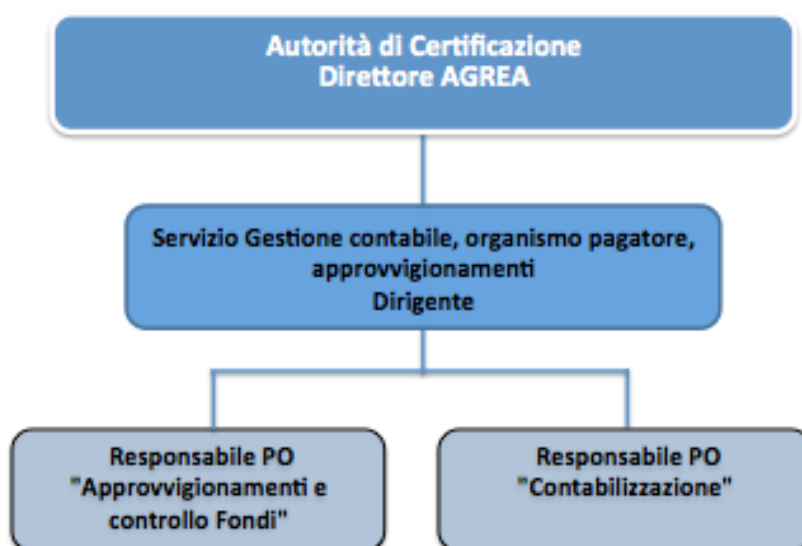 Autorità di Certificazione
Direttore AGREA
Servizio Gestione contabile, organismo pagatore,
approvvigionamenti
Dirigente
Responsabile PO
"Approvvigionamenti e
controllo Fondi"
Responsabile PO
"Contabilizzazione"